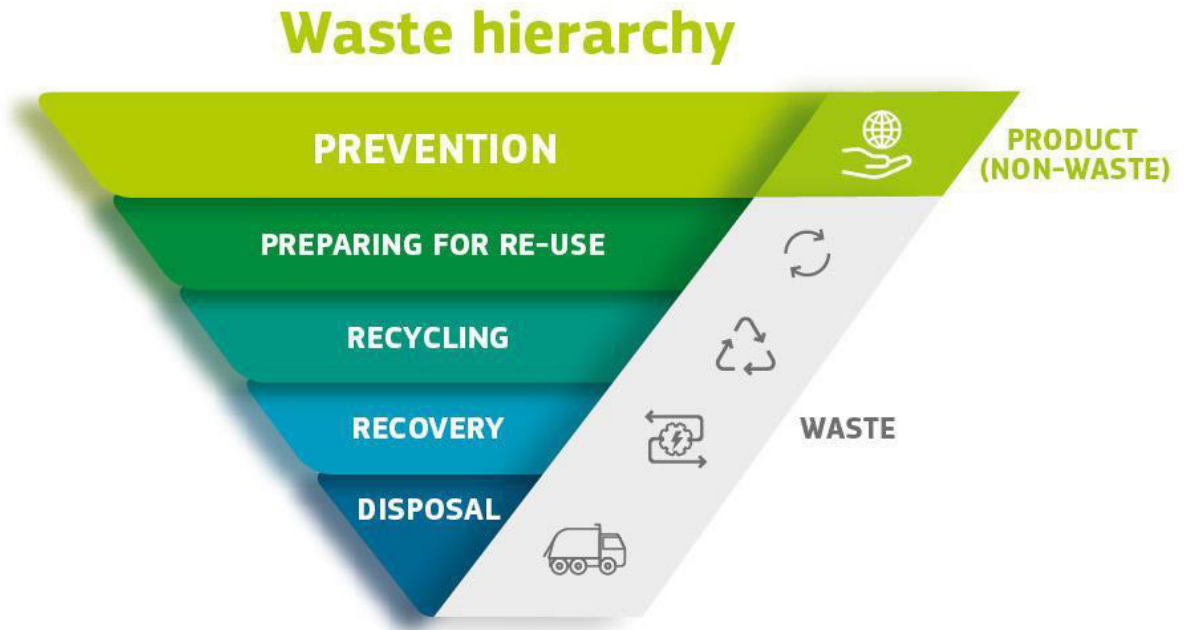 Waste hierarchy
PREVENTION
PRODUCT
(NON-WASTE)
PREPARING FOR RE-USE
RECYCLING
RECOVERY
WASTE
DISPOSAL